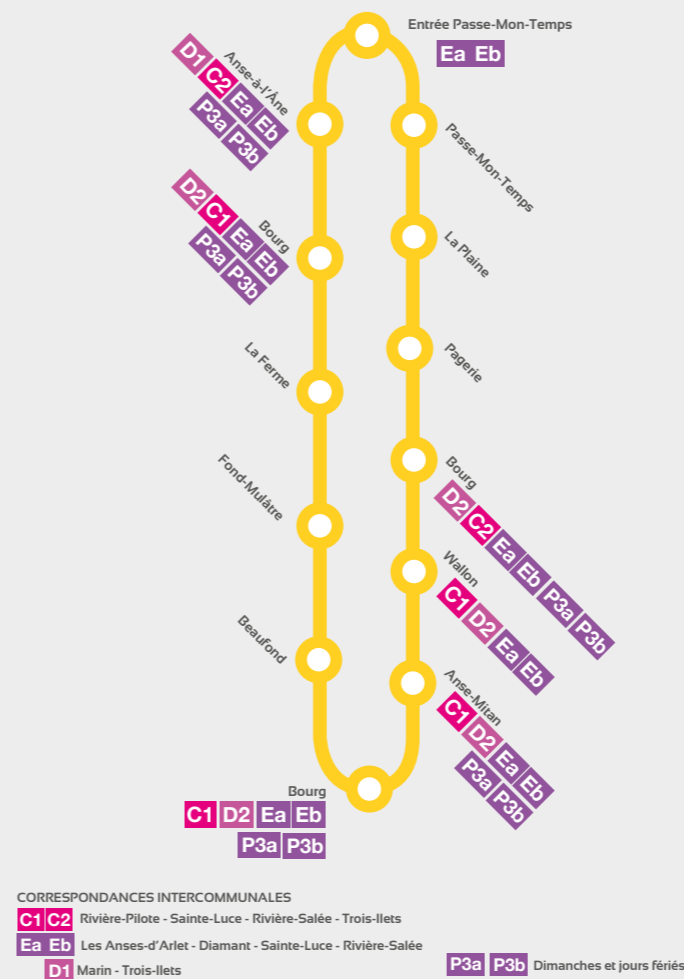 Entrée Passe-Mon-Temps
Ea Eb
Anse-à-l'Âne
D1 C2 Ea Eb
P3a P3b
Passe-Mon-Temps
Bourg
D2 C1 Ea Eb
P3a P3b
La Plaine
La Ferme
Pagerie
Fond-Mulâtre
Bourg
D2 C2 Ea Eb P3a P3b
Wallon
C1 D2 Ea Eb
Beaufond
Anse-Mitan
C1 D2 Ea Eb
P3a P3b
Bourg
C1 D2 Ea Eb
P3a P3b
CORRESPONDANCES INTERCOMMUNALES
C1 C2 Rivière-Pilote - Sainte-Luce - Rivière-Salée - Trois-Ilets
Ea Eb Les Anses-d'Arlet - Diamant - Sainte-Luce - Rivière-Salée
D1 Marin - Trois-Ilets
P3a P3b Dimanches et jours fériés